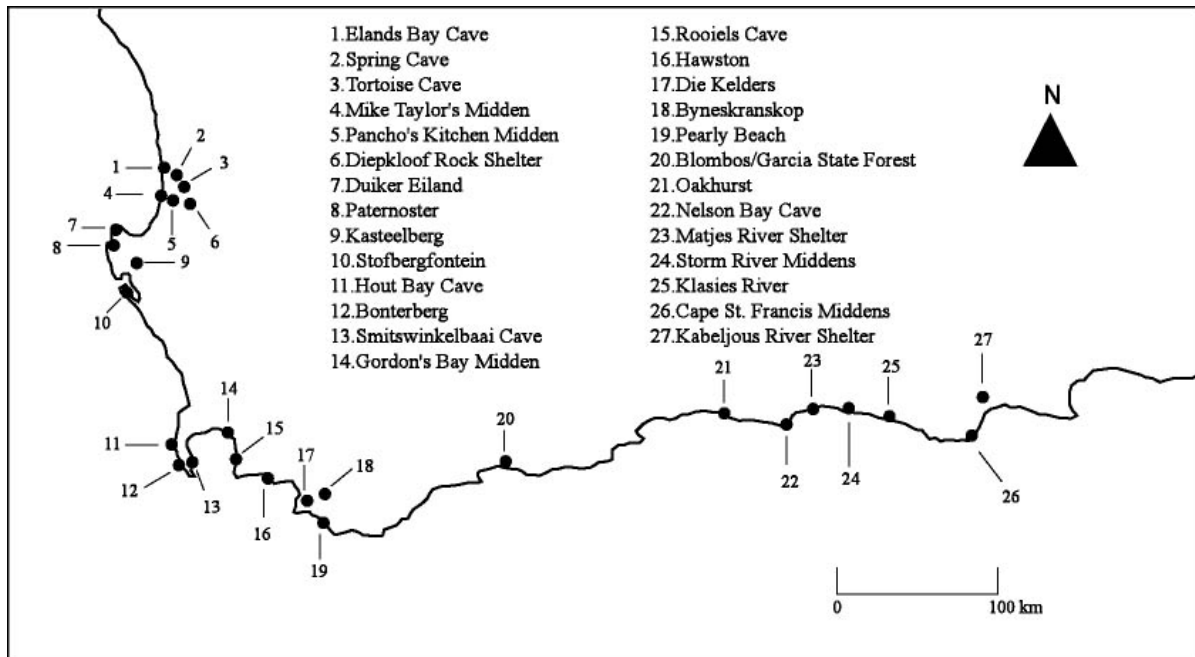 1.Elands Bay Cave
2.Spring Cave
3.Tortoise Cave
4.Mike Taylor's Midden
5.Pancho's Kitchen Midden
6.Diepkloof Rock Shelter
7.Duiker Eiland
8.Paternoster
9.Kasteelberg
10.Stofbergfontein
11.Hout Bay Cave
12.Bonterberg
13.Smitswinkelbaai Cave
14.Gordon's Bay Midden
15.Rooiels Cave
16.Hawston
17.Die Kelders
18.Byneskranskop
19.Pearly Beach
20.Blombos/Garcia State Forest
21.Oakhurst
22.Nelson Bay Cave
23.Matjes River Shelter
24.Storm River Middens
25.Klasies River
26.Cape St. Francis Middens
27.Kabeljous River Shelter
N
1
2
3
4
5
6
7
8
9
10
11
12
13
14
15
16
17
18
19
20
21
22
23
24
25
26
27
0 100 km